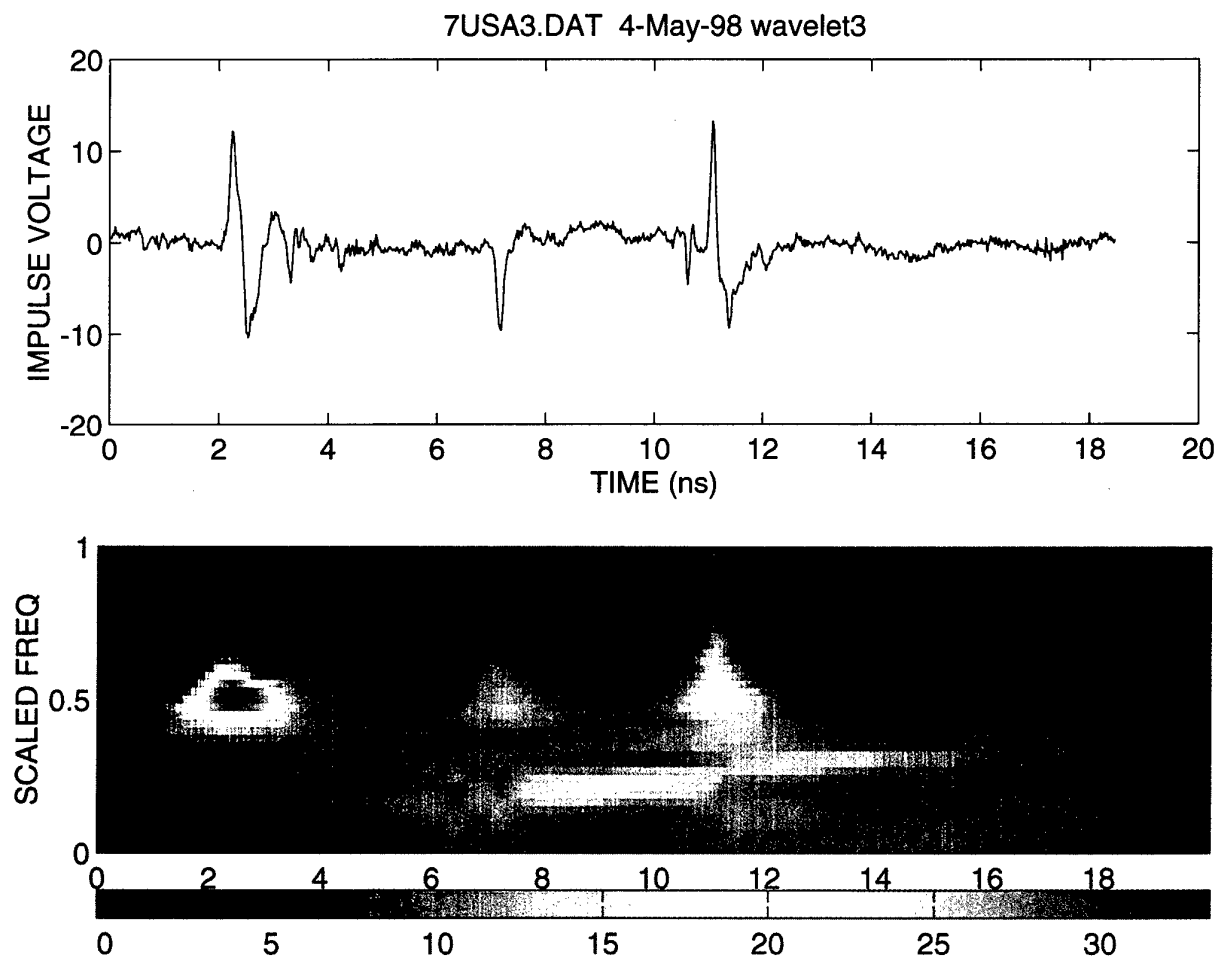 7USA3.DAT 4-May-98 wavelet3
20
10
0
-10
-20
IMPULSE VOLTAGE
0 2 4 6 8 10 12 14 16 18 20
TIME (ns)
1
0.5
0
SCALED FREQ
0 2 4 6 8 10 12 14 16 18
0 5 10 15 20 25 30